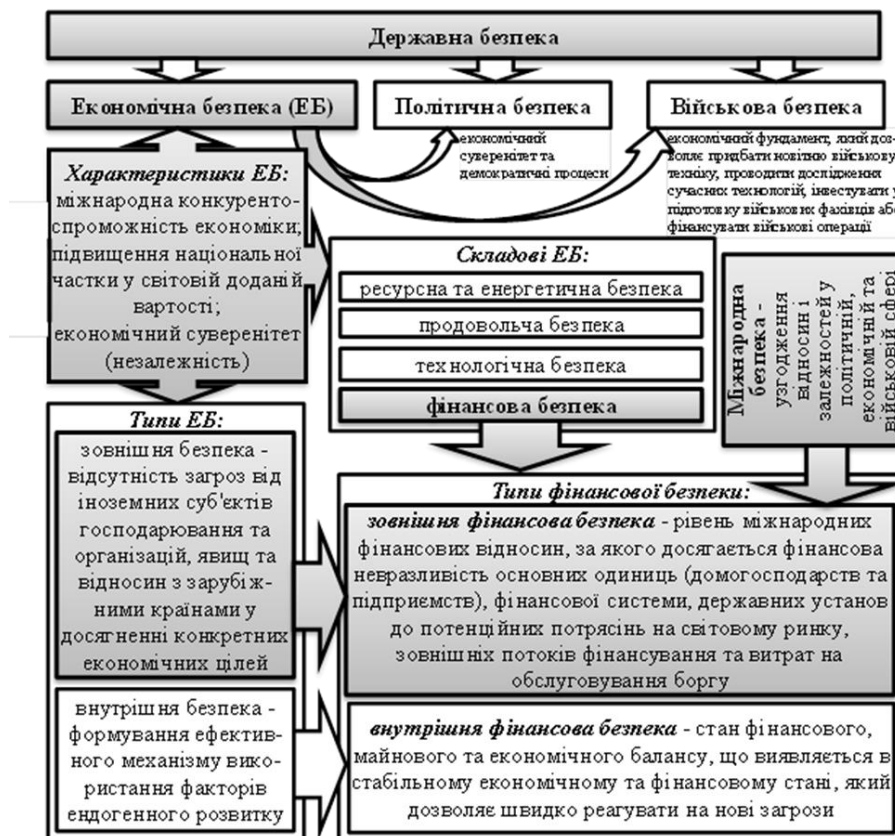 Державна безпека
Економічна безпека (ЕБ)
Політична безпека
Військова безпека
економічний
суверенітет та
демократичні процеси
економічний фундамент, який доз-
воляє придбати новітню військову
техніку, проводити дослідження
сучасних технологій, інвестувати у
підготовку військових фахівців або
фінансувати військові операції
Характеристики ЕБ:
міжнародна конкуренто-
спроможність економіки;
підвищення національної
частки у світовій доданій
вартості;
економічний суверенітет
(незалежність)
Складові ЕБ:
ресурсна та енергетична безпека
продовольча безпека
технологічна безпека
фінансова безпека
Міжнародна
безпека -
узгодження
відносин і
залежностей у
політичній,
економічній та
військовій сфері
Типи ЕБ:
зовнішня безпека -
відсутність загроз від
іноземних суб'єктів
господарювання та
організацій, явищ та
відносин з зарубіж-
ними країнами у
досягненні конкретних
економічних цілей
внутрішня безпека -
формування ефектив-
ного механізму вико-
ристання факторів
ендогенного розвитку
Типи фінансової безпеки:
зовнішня фінансова безпека - рівень міжнародних
фінансових відносин, за якого досягається фінансова
невразливість основних одиниць (домогосподарств та
підприємств), фінансової системи, державних установ
до потенційних потрясінь на світовому ринку,
зовнішніх потоків фінансування та витрат на
обслуговування боргу
внутрішня фінансова безпека - стан фінансового,
майнового та економічного балансу, що виявляється в
стабільному економічному та фінансовому стані, який
дозволяє швидко реагувати на нові загрози